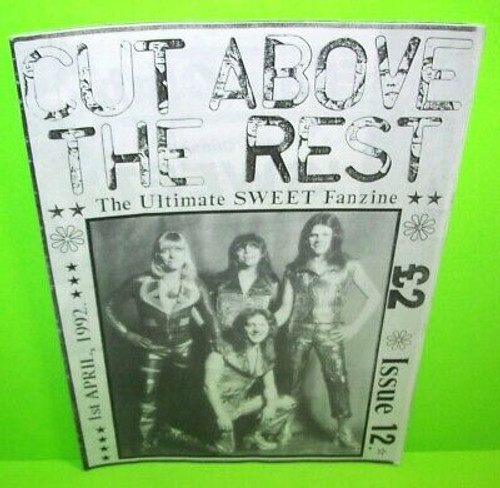 CUT ABOVE
THE REST
★★ The Ultimate SWEET Fanzine ★★
★★★★ 1st APRIL, 1992. ★★★
£2
Issue 12.